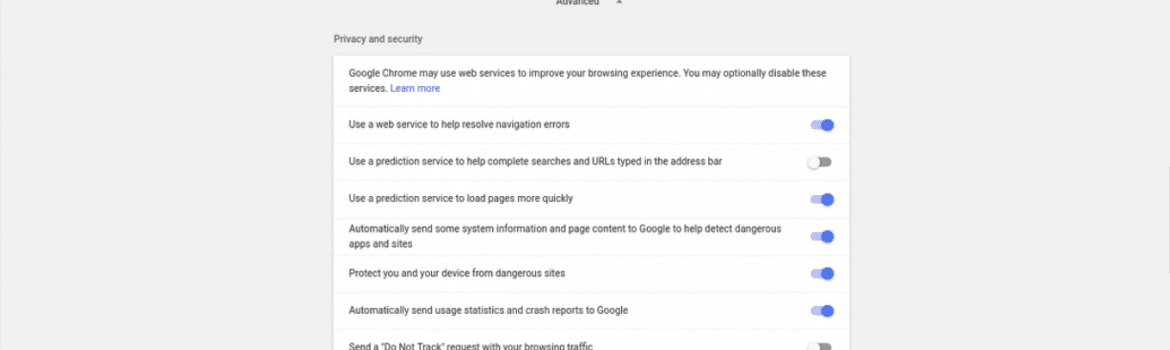 Advanced
Privacy and security
Google Chrome may use web services to improve your browsing experience. You may optionally disable these
services. Learn more
Use a web service to help resolve navigation errors
Use a prediction service to help complete searches and URLs typed in the address bar
Use a prediction service to load pages more quickly
Automatically send some system information and page content to Google to help detect dangerous
apps and sites
Protect you and your device from dangerous sites
Automatically send usage statistics and crash reports to Google
Send a "Do Not Track" request with your browsing traffic